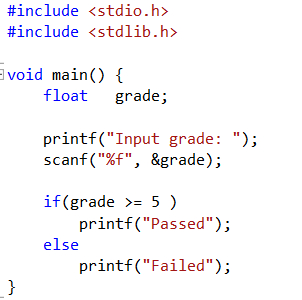 #include <stdio.h>
#include <stdlib.h>
void main() {
float   grade;
printf("Input grade: ");
scanf("%f", &grade);
if(grade >= 5 )
printf("Passed");
else
printf("Failed");
}